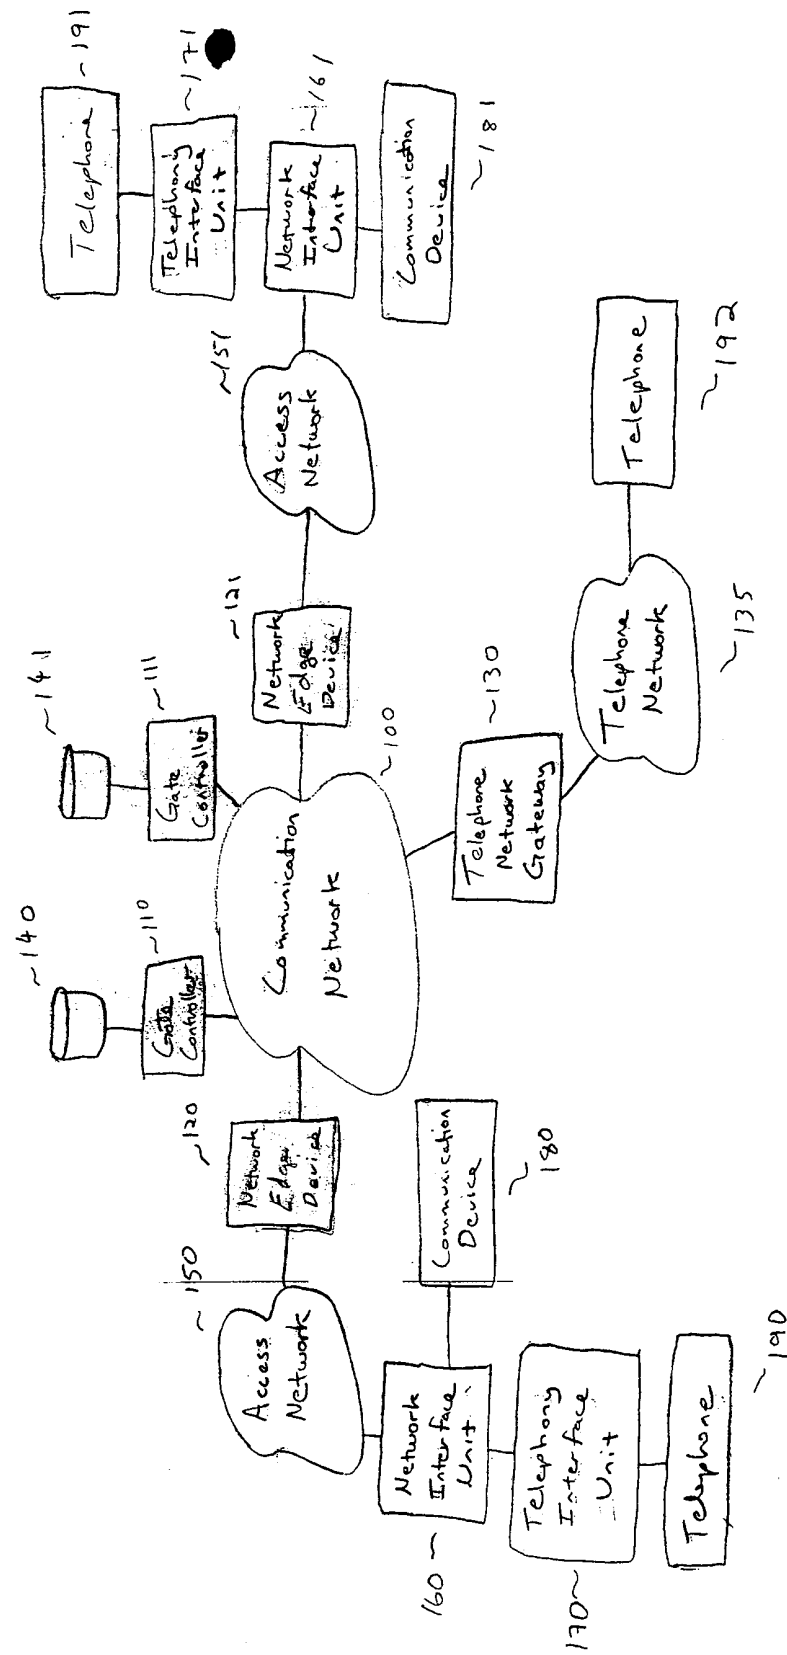 ~140
~141
~110
Gate
Controller
~111
Gate
Controller
~191
Telephone
~171
Telephony
Interface
Unit
~150
Access
Network
~120
Network
Edge
Device
Communication
Network
~100
~121
Network
Edge
Device
~151
Access
Network
~161
Network
Interface
Unit
160~
Network
Interface
Unit
Communication
Device
~180
Telephone
Network
Gateway
~130
Communication
Device
~181
170~
Telephony
Interface
Unit
Telephone
Network
~135
Telephone
~192
Telephone
~190